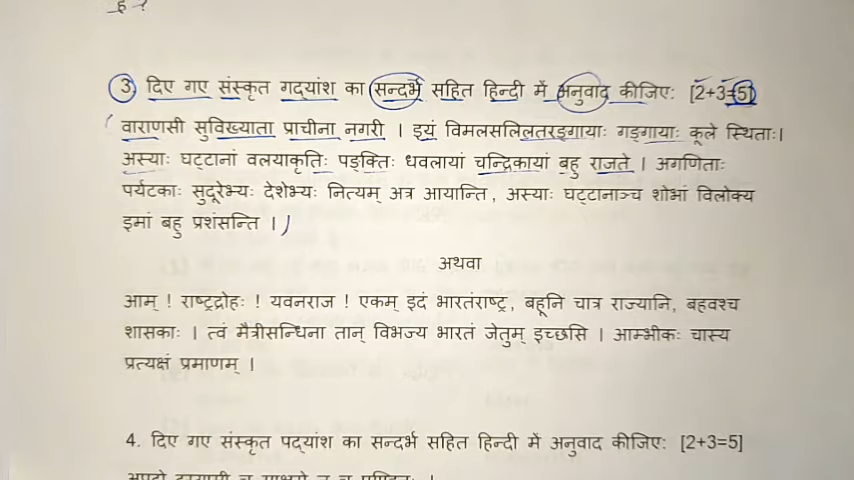 3 दिए गए संस्कृत गद्यांश का सन्दर्भ सहित हिन्दी में अनुवाद कीजिए: [2+3=5]
वाराणसी सुविख्याता प्राचीना नगरी । इयं विमलसलिलतरङ्गायाः गङ्गायाः कूले स्थिताः।
अस्याः घट्टानां वलयाकृतिः पङ्क्तिः धवलायां चन्द्रिकायां बहु राजते । अगणिताः
पर्यटकाः सुदूरेभ्यः देशेभ्यः नित्यम् अत्र आयान्ति, अस्याः घट्टानाञ्च शोभां विलोक्य
इमां बहु प्रशंसन्ति ।
अथवा
आम् ! राष्ट्रद्रोहः ! यवनराज ! एकम् इदं भारतंराष्ट्र, बहूनि चात्र राज्यानि, बहवश्च
शासकाः । त्वं मैत्रीसन्धिना तान् विभज्य भारतं जेतुम् इच्छसि । आम्भीकः चास्य
प्रत्यक्षं प्रमाणम् ।
4. दिए गए संस्कृत पद्यांश का सन्दर्भ सहित हिन्दी में अनुवाद कीजिए: [2+3=5]